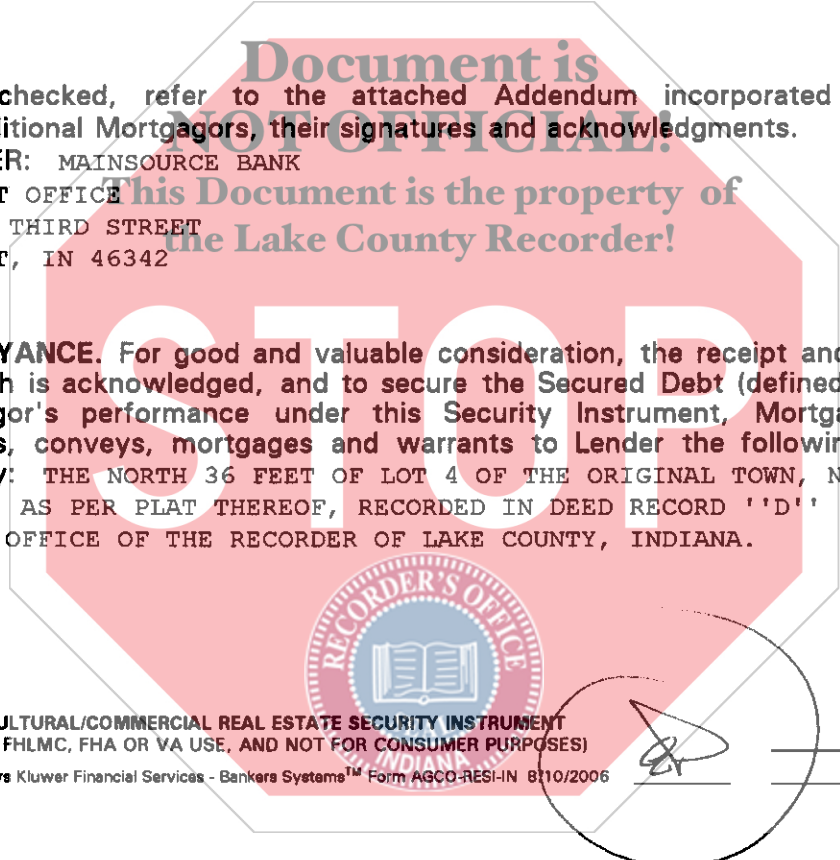 Document is
checked, refer to the attached Addendum incorporated
itional Mortgagors, their signatures and acknowledgments.
NOT OFFICIAL!
ER: MAINSOURCE BANK
T OFFICE
This Document is the property of
THIRD STREET
the Lake County Recorder!
T, IN 46342
STOP
YANCE. For good and valuable consideration, the receipt and
h is acknowledged, and to secure the Secured Debt (defined
gor's performance under this Security Instrument, Mortga
s, conveys, mortgages and warrants to Lender the followin
y: THE NORTH 36 FEET OF LOT 4 OF THE ORIGINAL TOWN, N
AS PER PLAT THEREOF, RECORDED IN DEED RECORD ''D''
OFFICE OF THE RECORDER OF LAKE COUNTY, INDIANA.
RECORDER'S OFFICE
SEAL
INDIANA
ULTURAL/COMMERCIAL REAL ESTATE SECURITY INSTRUMENT
FHLMC, FHA OR VA USE, AND NOT FOR CONSUMER PURPOSES)
rs Kluwer Financial Services - Bankers Systems™ Form AGCO-RESI-IN 8/10/2006